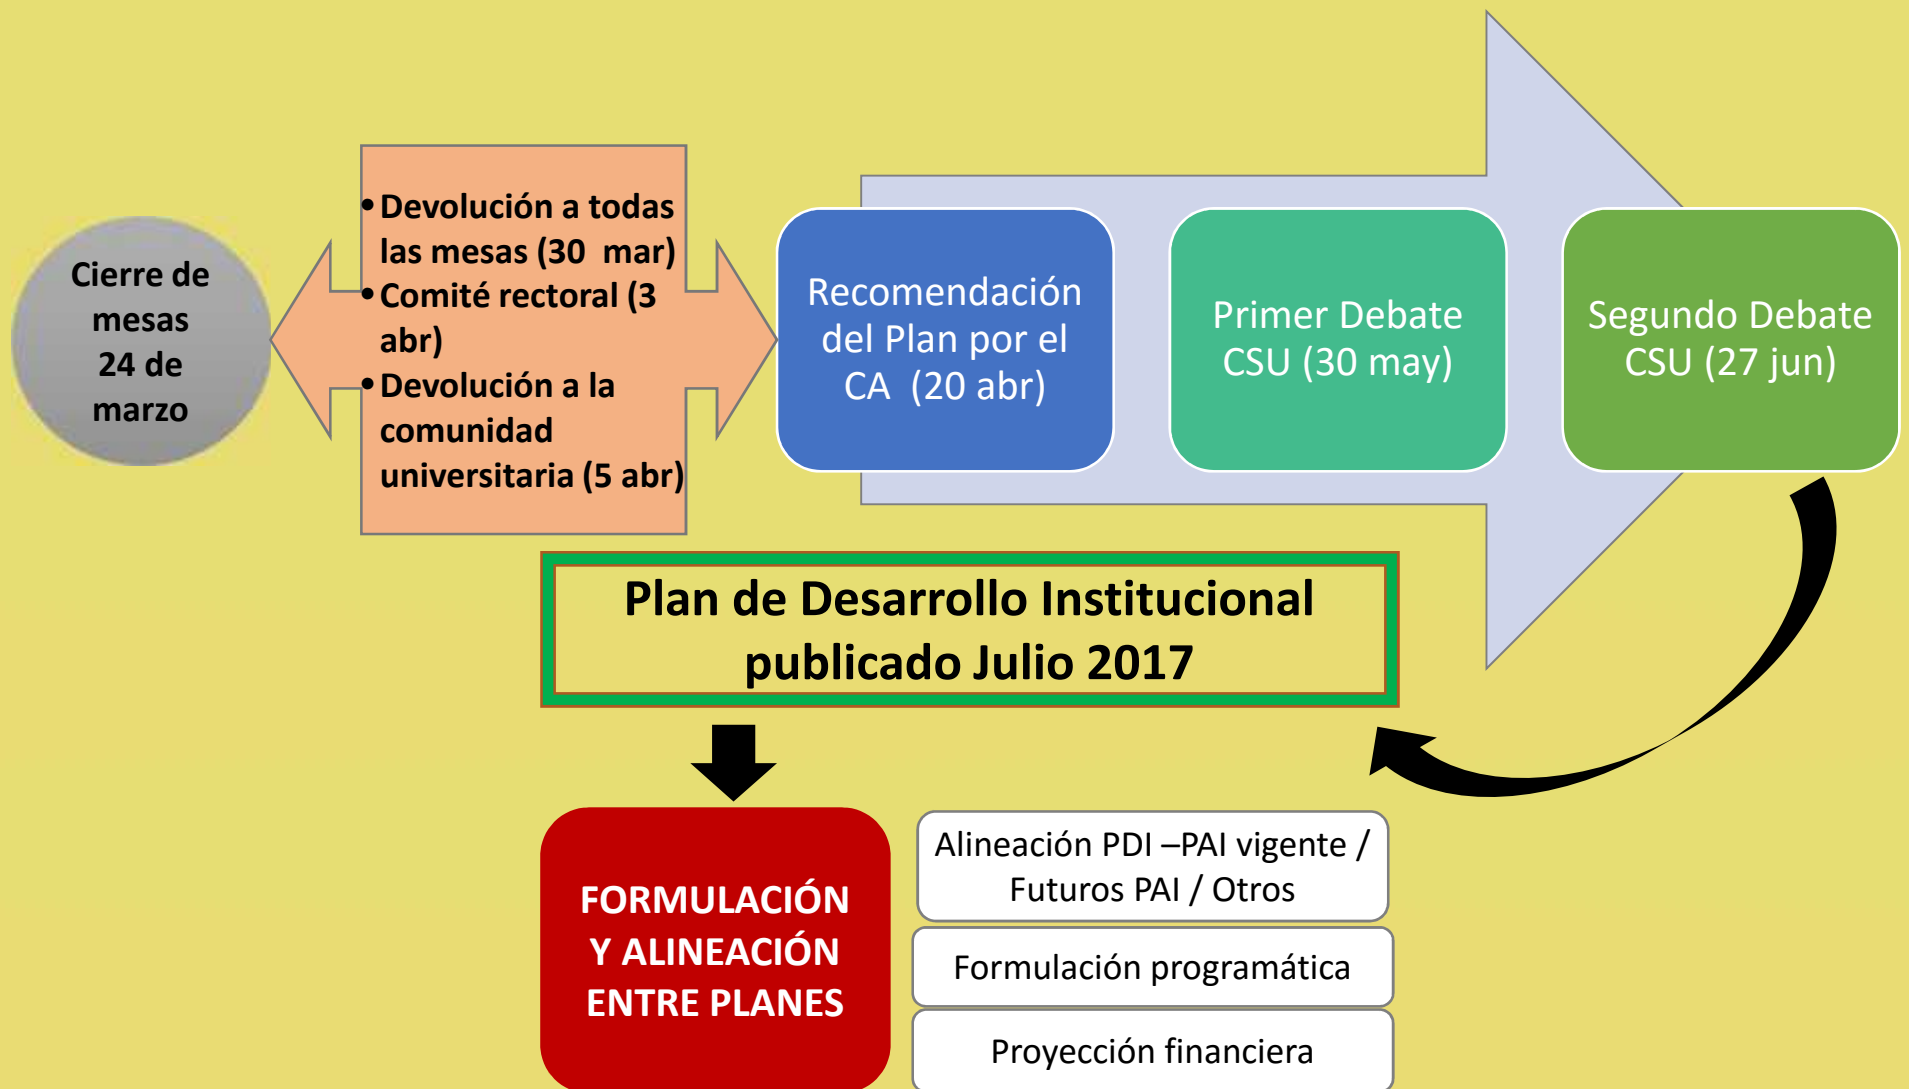 Cierre de
mesas
24 de
marzo
•Devolución a todas
las mesas (30 mar)
•Comité rectoral (3
abr)
•Devolución a la
comunidad
universitaria (5 abr)
Recomendación
del Plan por el
CA (20 abr)
Primer Debate
CSU (30 may)
Segundo Debate
CSU (27 jun)
Plan de Desarrollo Institucional
publicado Julio 2017
FORMULACIÓN
Y ALINEACIÓN
ENTRE PLANES
Alineación PDI –PAI vigente /
Futuros PAI / Otros
Formulación programática
Proyección financiera